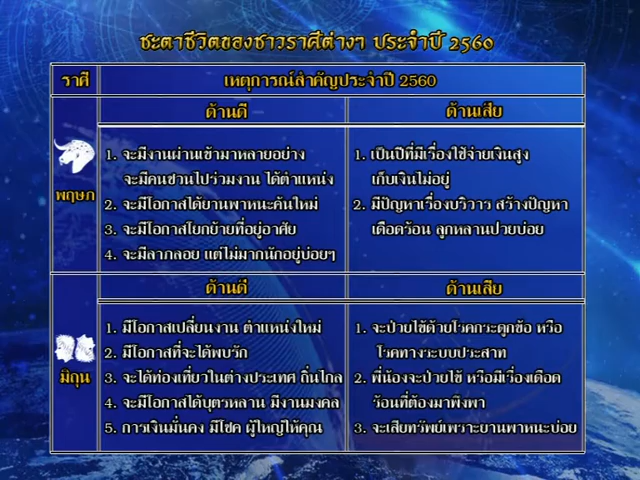 ชะตาชีวิตของชาวราศีต่างๆ ประจำปี 2560
ราศี
เหตุการณ์สำคัญประจำปี 2560
ด้านดี
ด้านเสีย
พฤษภ
1. จะมีงานผ่านเข้ามาหลายอย่าง
จะมีคนชวนไปร่วมงาน ได้ตำแหน่ง
2. จะมีโอกาสได้ยานพาหนะคันใหม่
3. จะมีโอกาสโยกย้ายที่อยู่อาศัย
4. จะมีลาภลอย แต่ไม่มากนักอยู่บ่อยๆ
1. เป็นปีที่มีเรื่องใช้จ่ายเงินสูง
เก็บเงินไม่อยู่
2. มีปัญหาเรื่องบริวาร สร้างปัญหา
เดือดร้อน ลูกหลานป่วยบ่อย
ด้านดี
ด้านเสีย
มิถุน
1. มีโอกาสเปลี่ยนงาน ตำแหน่งใหม่
2. มีโอกาสที่จะได้พบรัก
3. จะได้ท่องเที่ยวในต่างประเทศ ถิ่นไกล
4. จะมีโอกาสได้บุตรหลาน มีงานมงคล
5. การเงินมั่นคง มีโชค ผู้ใหญ่ให้คุณ
1. จะป่วยไข้ด้วยโรคกระดูกข้อ หรือ
โรคทางระบบประสาท
2. พี่น้องจะป่วยไข้ หรือมีเรื่องเดือด
ร้อนที่ต้องมาพึ่งพา
3. จะเสียทรัพย์เพราะยานพาหนะบ่อย